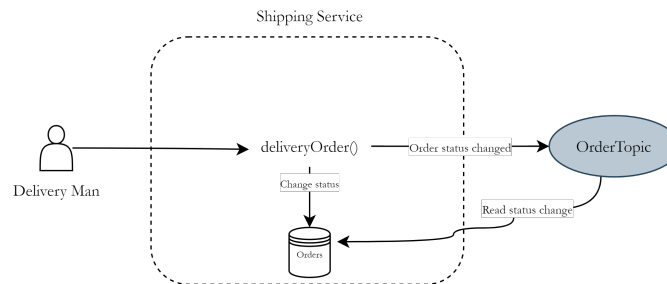 Shipping Service
deliveryOrder()
Order status changed
OrderTopic
Change status
Delivery Man
Read status change
Orders